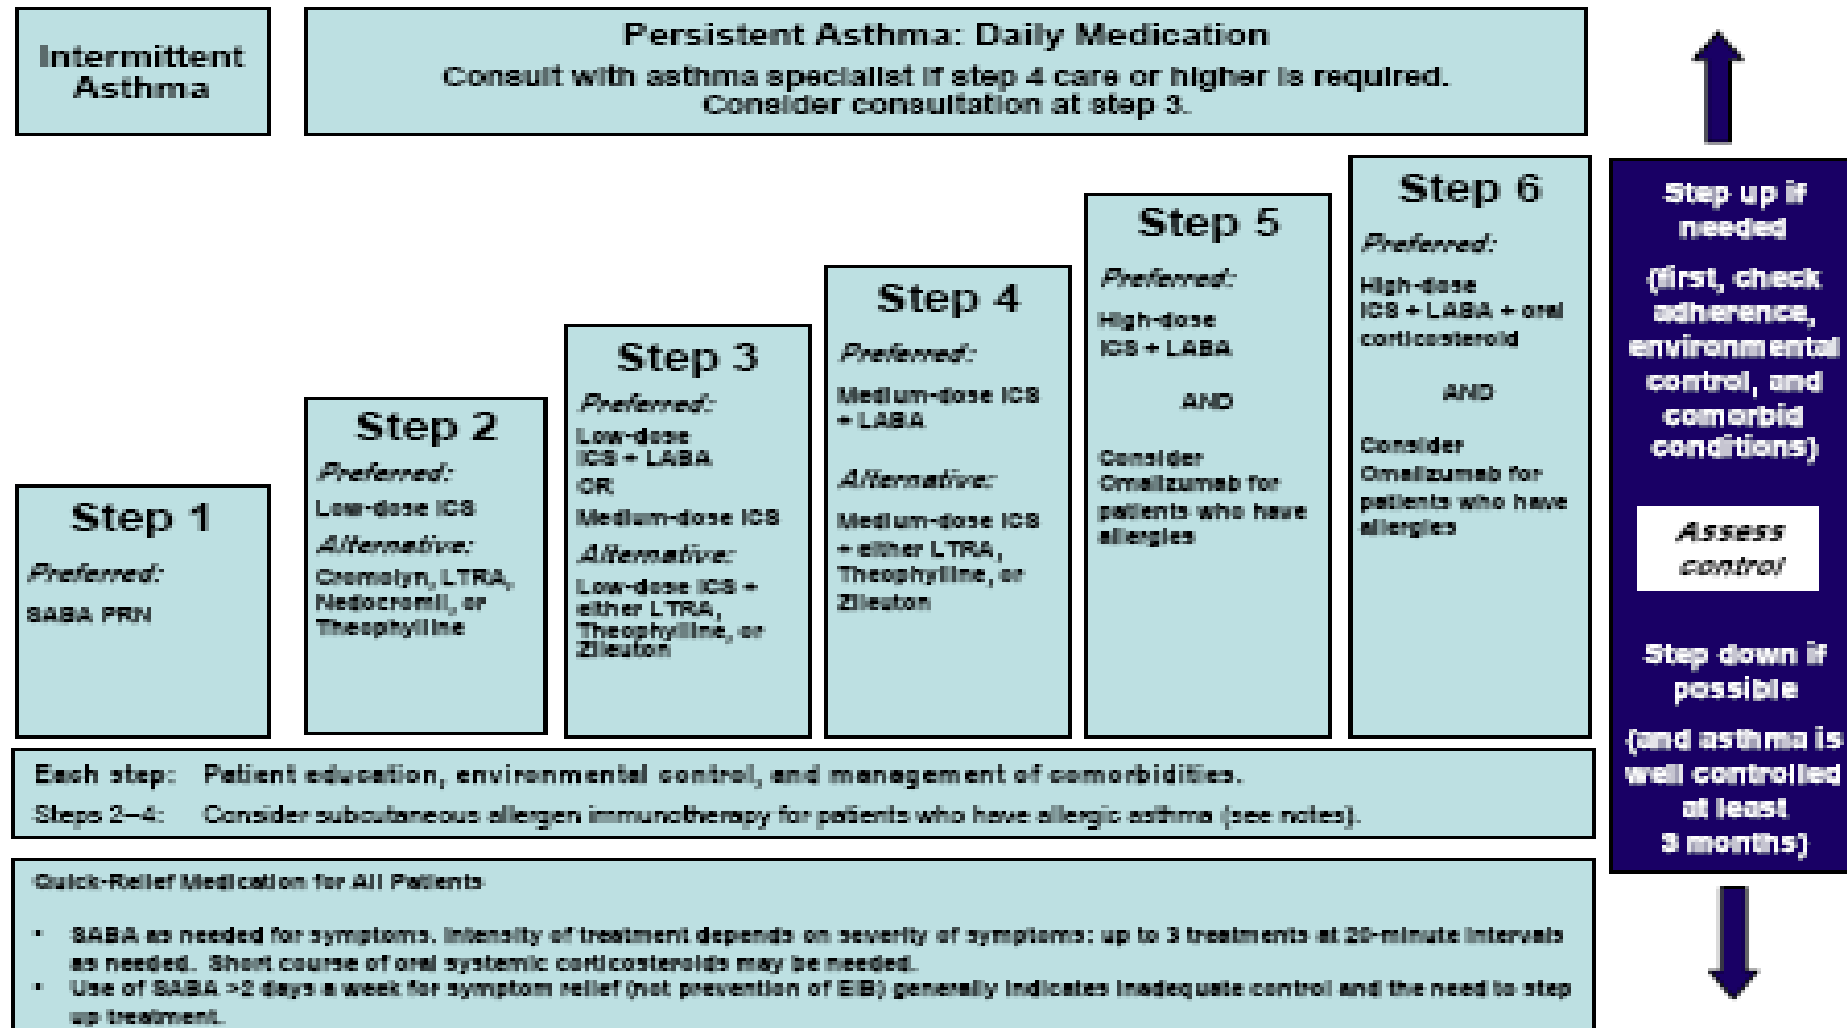 Intermittent
Asthma
Persistent Asthma: Daily Medication
Consult with asthma specialist if step 4 care or higher is required.
Consider consultation at step 3.
Step 1
Preferred:
SABA PRN
Step 2
Preferred:
Low-dose ICS
Alternative:
Cromolyn, LTRA,
Nedocromil, or
Theophylline
Step 3
Preferred:
Low-dose
ICS + LABA
OR
Medium-dose ICS
Alternative:
Low-dose ICS +
either LTRA,
Theophylline, or
Zileuton
Step 4
Preferred:
Medium-dose ICS
+ LABA
Alternative:
Medium-dose ICS
+ either LTRA,
Theophylline, or
Zileuton
Step 5
Preferred:
High-dose
ICS + LABA
AND
Consider
Omalizumab for
patients who have
allergies
Step 6
Preferred:
High-dose
ICS + LABA + oral
corticosteroid
AND
Consider
Omalizumab for
patients who have
allergies
Step up if
needed
(first, check
adherence,
environmental
control, and
comorbid
conditions)
Assess
control
Step down if
possible
(and asthma is
well controlled
at least
3 months)
Each step: Patient education, environmental control, and management of comorbidities.
Steps 2–4: Consider subcutaneous allergen immunotherapy for patients who have allergic asthma (see notes).
Quick-Relief Medication for All Patients
• SABA as needed for symptoms. Intensity of treatment depends on severity of symptoms: up to 3 treatments at 20-minute intervals
as needed. Short course of oral systemic corticosteroids may be needed.
• Use of SABA >2 days a week for symptom relief (not prevention of EIB) generally indicates inadequate control and the need to step
up treatment.